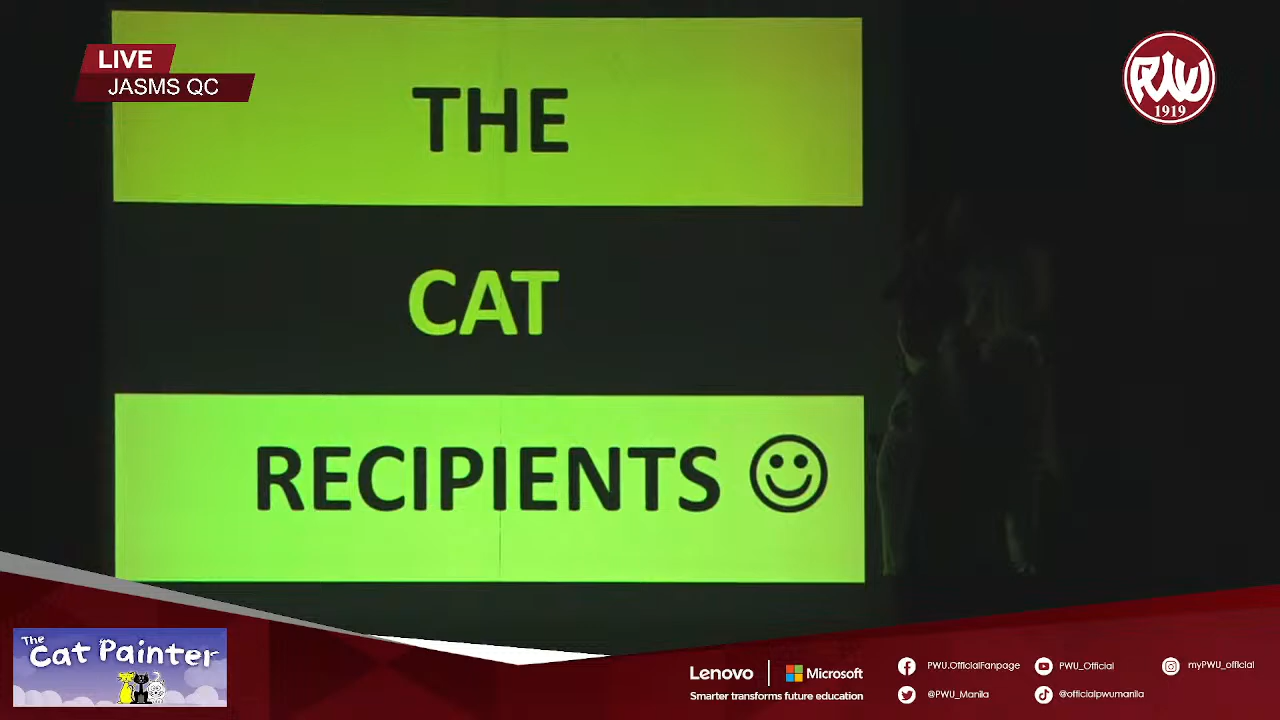 LIVE
JASMS QC
PWU
1919
THE
CAT
RECIPIENTS
The
Cat Painter
Lenovo
Microsoft
Smarter transforms future education
PWU.OfficialFanpage
PWU_Official
myPWU_official
@PWU_Manila
@officialpwumanila